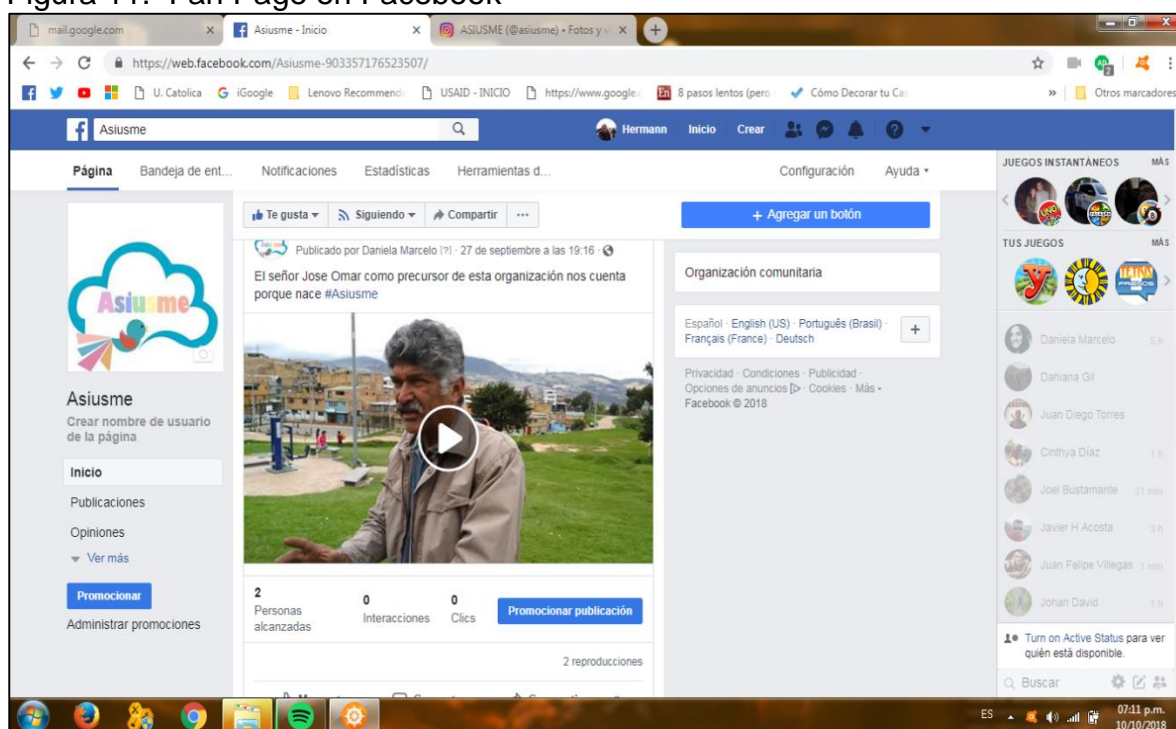 Figura 11. Fan Page en Facebook
mail.google.com
Asiusme - Inicio
ASIUSME (@asiusme) • Fotos y v
https://web.facebook.com/Asiusme-903357176523507/
U. Catolica
iGoogle
Lenovo Recommend
USAID - INICIO
https://www.google.c
8 pasos lentos (pero
Cómo Decorar tu Ca
»
Otros marcadores
Asiusme
Hermann
Inicio
Crear
Página
Bandeja de ent...
Notificaciones
Estadísticas
Herramientas d...
Configuración
Ayuda
Te gusta
Siguiendo
Compartir
...
+ Agregar un botón
Asiusme
Asiusme
Crear nombre de usuario
de la página
Inicio
Publicaciones
Opiniones
Ver más
Promocionar
Administrar promociones
Publicado por Daniela Marcelo [?] · 27 de septiembre a las 19:16 ·
El señor Jose Omar como precursor de esta organización nos cuenta
porque nace #Asiusme
2
Personas
alcanzadas
0
Interacciones
0
Clics
Promocionar publicación
2 reproducciones
Organización comunitaria
Español · English (US) · Português (Brasil) ·
Français (France) · Deutsch
+
Privacidad · Condiciones · Publicidad ·
Opciones de anuncios · Cookies · Más
Facebook © 2018
JUEGOS INSTANTÁNEOS
MÁS
UNO
TUS JUEGOS
MÁS
TETRIS
FRIENDS
Daniela Marcelo 5 h
Dahiana Gil
Juan Diego Torres
Cinthya Díaz 1 h
Joel Bustamante 31 min
Javier H Acosta 3 h
Juan Felipe Villegas 1 min
Johan David 1 h
Turn on Active Status para ver
quién está disponible.
Buscar
ES
07:11 p.m.
10/10/2018